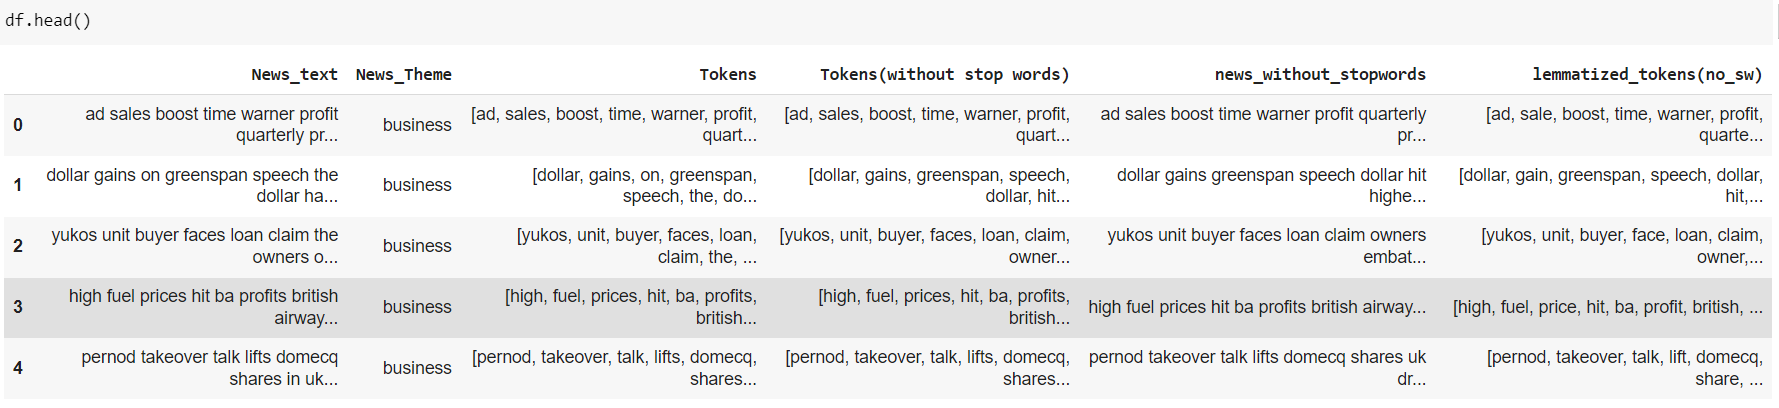 df.head()
News_text News_Theme Tokens Tokens(without stop words) news_without_stopwords lemmatized_tokens(no_sw)
0 ad sales boost time warner profit quarterly pr... business [ad, sales, boost, time, warner, profit, quart... [ad, sales, boost, time, warner, profit, quart... ad sales boost time warner profit quarterly pr... [ad, sale, boost, time, warner, profit, quarte...
1 dollar gains on greenspan speech the dollar ha... business [dollar, gains, on, greenspan, speech, the, do... [dollar, gains, greenspan, speech, dollar, hit... dollar gains greenspan speech dollar hit highe... [dollar, gain, greenspan, speech, dollar, hit,...
2 yukos unit buyer faces loan claim the owners o... business [yukos, unit, buyer, faces, loan, claim, the, ... [yukos, unit, buyer, faces, loan, claim, owner... yukos unit buyer faces loan claim owners embat... [yukos, unit, buyer, face, loan, claim, owner,...
3 high fuel prices hit ba profits british airway... business [high, fuel, prices, hit, ba, profits, british... [high, fuel, prices, hit, ba, profits, british... high fuel prices hit ba profits british airway... [high, fuel, price, hit, ba, profit, british, ...
4 pernod takeover talk lifts domecq shares in uk... business [pernod, takeover, talk, lifts, domecq, shares... [pernod, takeover, talk, lifts, domecq, shares... pernod takeover talk lifts domecq shares uk dr... [pernod, takeover, talk, lift, domecq, share, ...